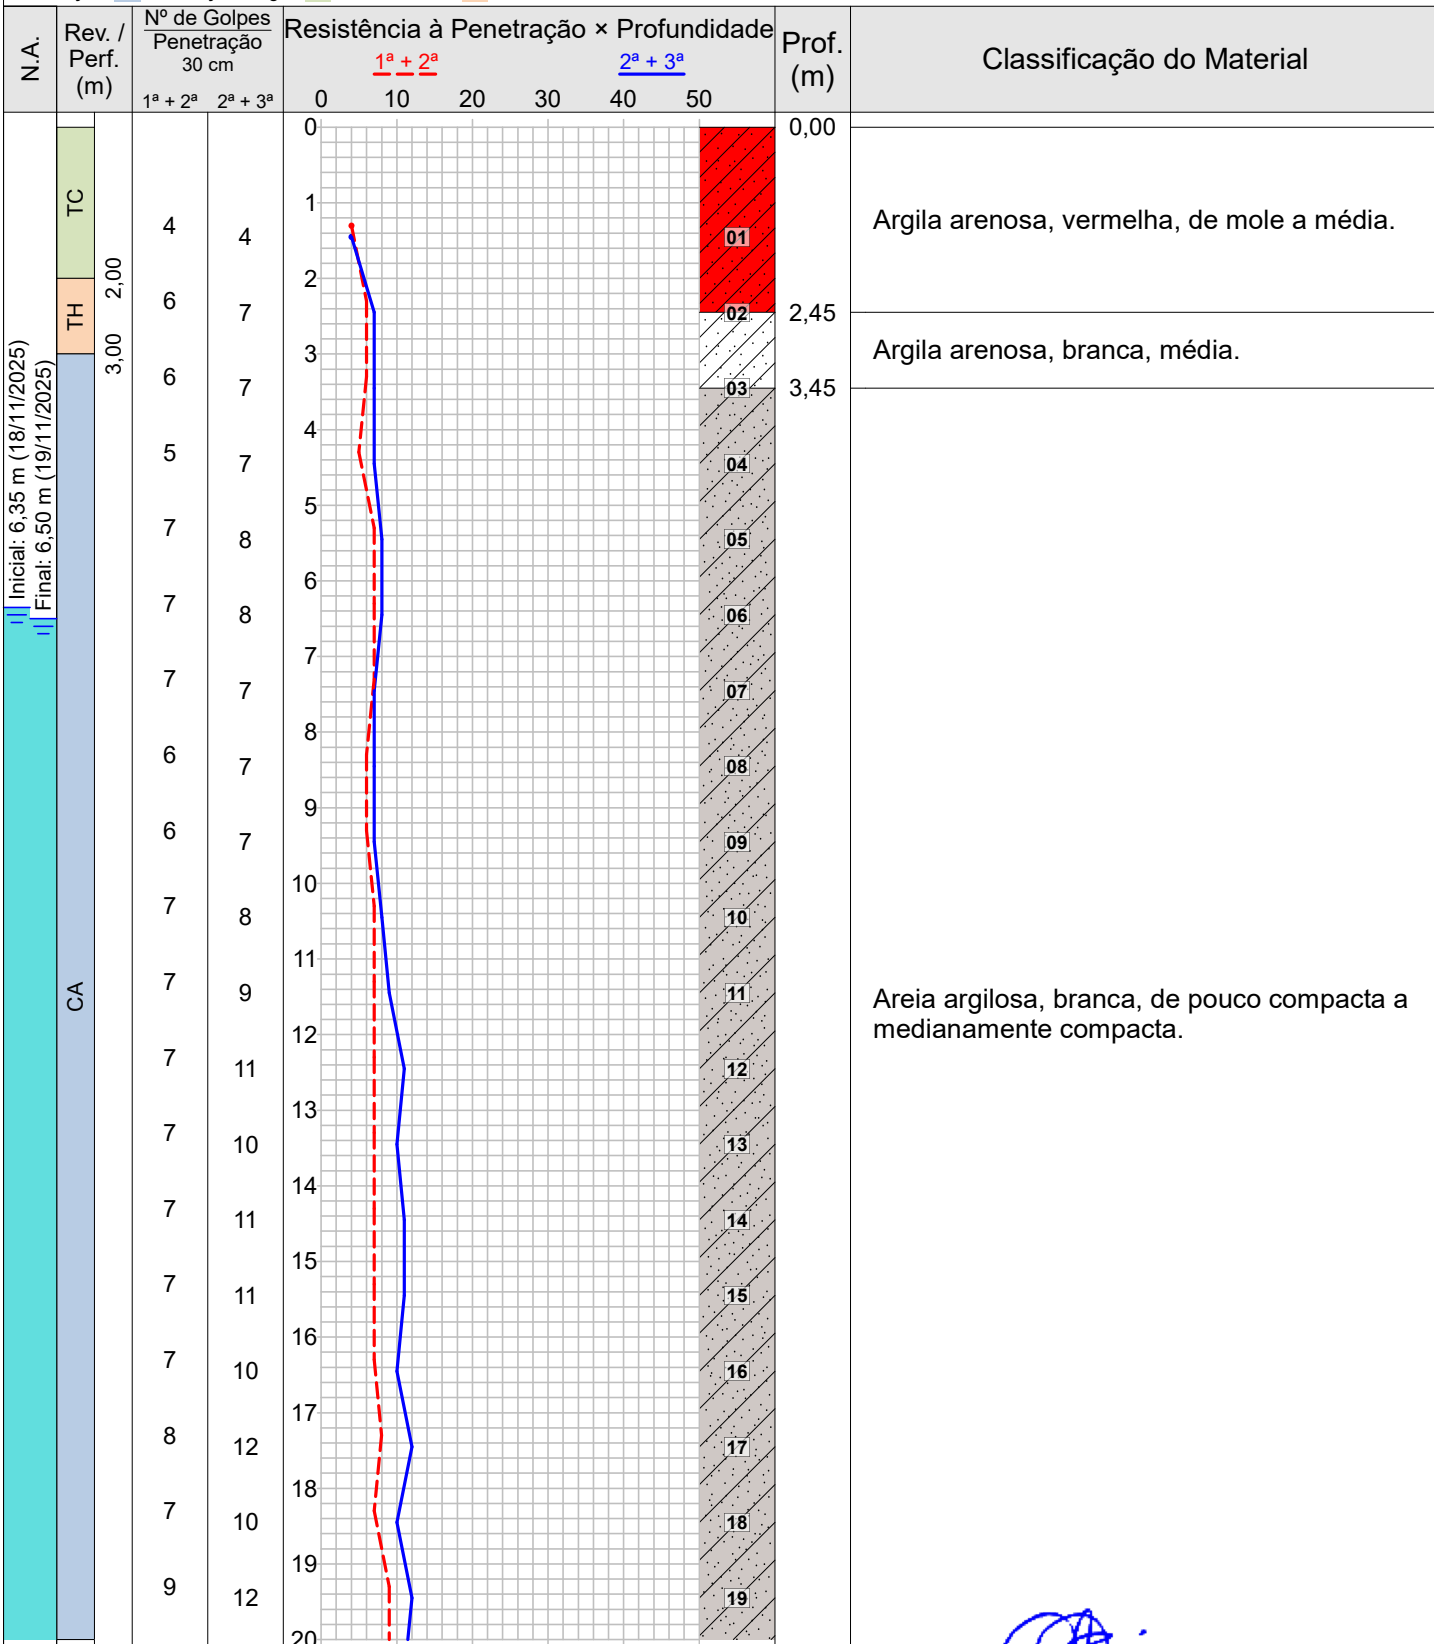 N.A.
Rev. /
Perf.
(m)
Nº de Golpes
Penetração
30 cm
1ª + 2ª 2ª + 3ª
Resistência à Penetração × Profundidade
1ª + 2ª 2ª + 3ª
0 10 20 30 40 50
Prof.
(m)
Classificação do Material
Inicial: 6,35 m (18/11/2025)
Final: 6,50 m (19/11/2025)
TC
2,00
TH
3,00
CA
0 0,00
1
4 4 01
Argila arenosa, vermelha, de mole a média.
2
6 7 02 2,45
3
Argila arenosa, branca, média.
6 7 03 3,45
4
5 7 04
5
7 8 05
6
7 8 06
7
7 7 07
8
6 7 08
9
6 7 09
10
7 8 10
11
7 9 11
Areia argilosa, branca, de pouco compacta a
medianamente compacta.
12
7 11 12
13
7 10 13
14
7 11 14
15
7 11 15
16
7 10 16
17
8 12 17
18
7 10 18
19
9 12 19
20